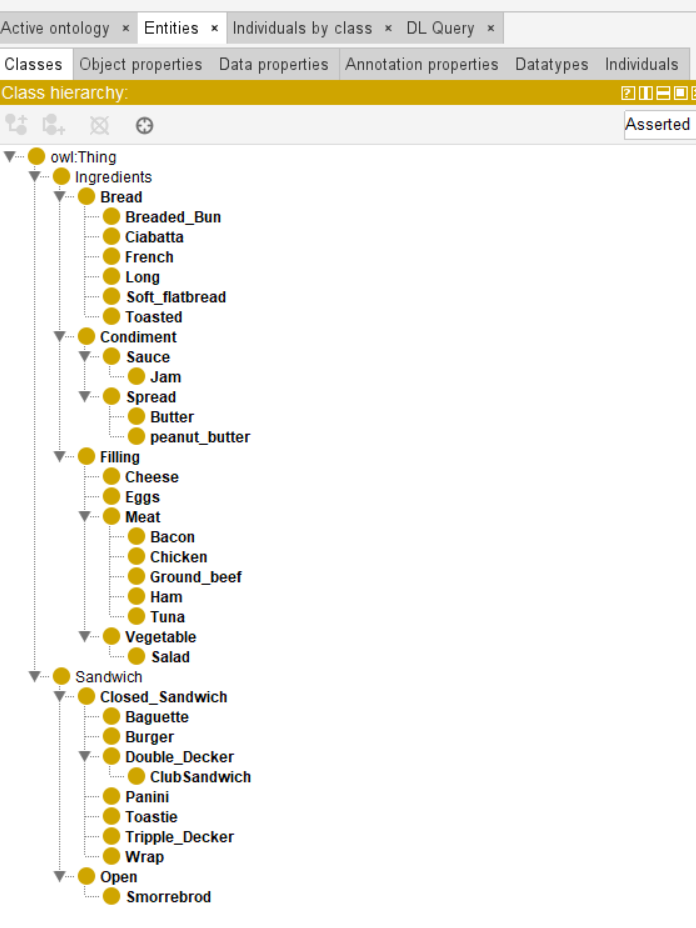 Active ontology × Entities × Individuals by class × DL Query ×
Classes Object properties Data properties Annotation properties Datatypes Individuals
Class hierarchy:
Asserted
owl:Thing
Ingredients
Bread
Breaded_Bun
Ciabatta
French
Long
Soft_flatbread
Toasted
Condiment
Sauce
Jam
Spread
Butter
peanut_butter
Filling
Cheese
Eggs
Meat
Bacon
Chicken
Ground_beef
Ham
Tuna
Vegetable
Salad
Sandwich
Closed_Sandwich
Baguette
Burger
Double_Decker
ClubSandwich
Panini
Toastie
Tripple_Decker
Wrap
Open
Smorrebrod